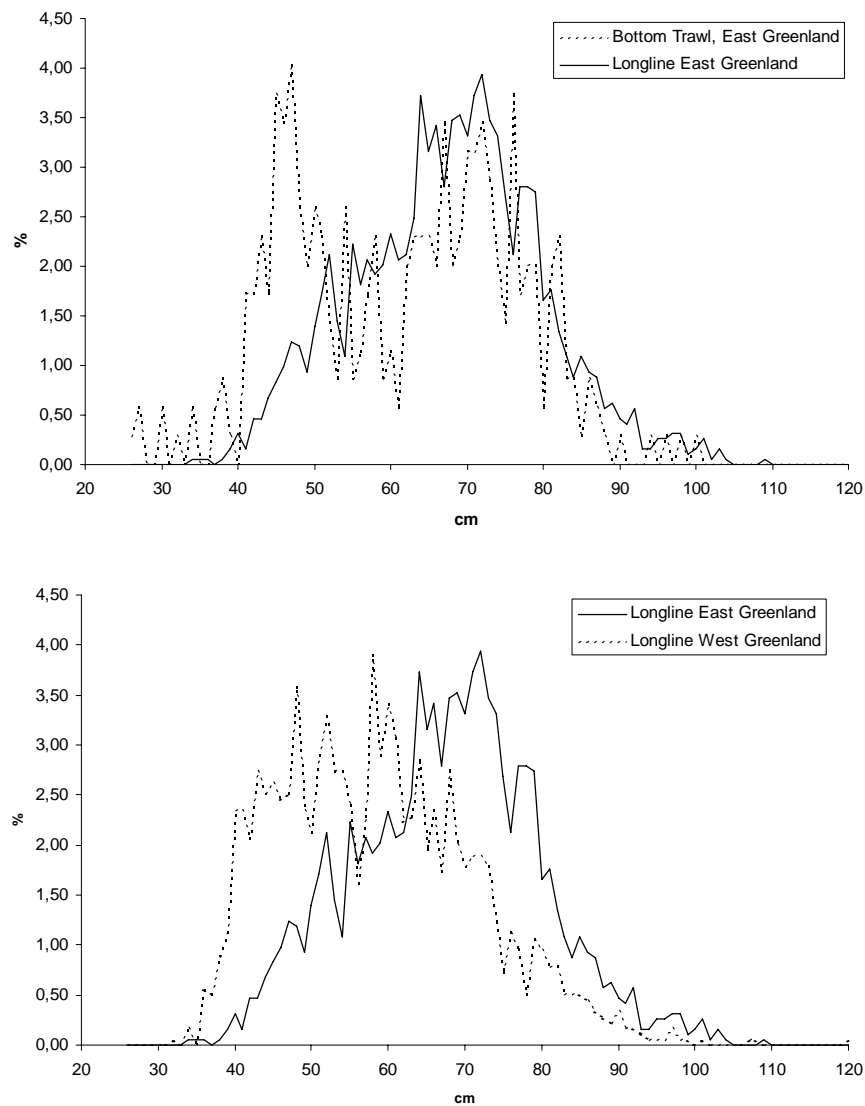 4,50
4,00
3,50
3,00
2,50
2,00
1,50
1,00
0,50
0,00
%
Bottom Trawl, East Greenland
Longline East Greenland
20 30 40 50 60 70 80 90 100 110 120
cm
4,50
4,00
3,50
3,00
2,50
2,00
1,50
1,00
0,50
0,00
%
Longline East Greenland
Longline West Greenland
20 30 40 50 60 70 80 90 100 110 120
cm